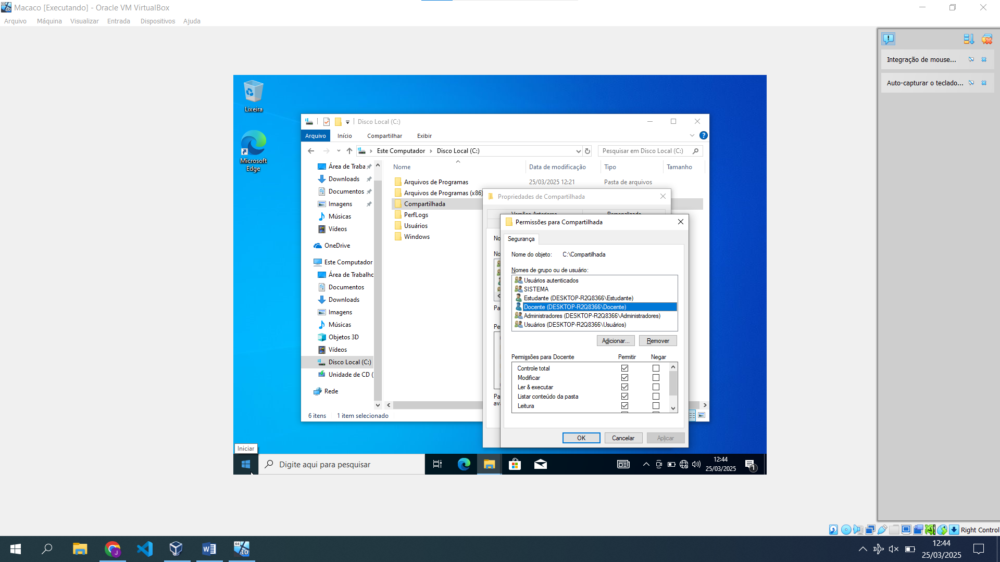 Macaco [Executando] - Oracle VM VirtualBox
Arquivo Máquina Visualizar Entrada Dispositivos Ajuda
Integração de mouse...
Auto-capturar o teclado...
Lixeira
Microsoft
Edge
Disco Local (C:)
Arquivo Início Compartilhar Exibir
Este Computador › Disco Local (C:)
Pesquisar em Disco Local (C:)
Área de Traba
Downloads
Documentos
Imagens
Músicas
Vídeos
OneDrive
Este Computador
Área de Trabalho
Documentos
Downloads
Imagens
Músicas
Objetos 3D
Vídeos
Disco Local (C:)
Unidade de CD (
Rede
Nome Data de modificação Tipo Tamanho
Arquivos de Programas 25/03/2025 12:21 Pasta de arquivos
Arquivos de Programas (x86)
Compartilhada
PerfLogs
Usuários
Windows
6 itens 1 item selecionado
Propriedades de Compartilhada
Versões Anteriores Personalizado
No
No
Pa
Pe
Pa
av
Permissões para Compartilhada
Segurança
Nome do objeto: C:\Compartilhada
Nomes de grupo ou de usuário:
Usuários autenticados
SISTEMA
Estudante (DESKTOP-R2Q8366\Estudante)
Docente (DESKTOP-R2Q8366\Docente)
Administradores (DESKTOP-R2Q8366\Administradores)
Usuários (DESKTOP-R2Q8366\Usuários)
Adicionar... Remover
Permissões para Docente Permitir Negar
Controle total
Modificar
Ler & executar
Listar conteúdo da pasta
Leitura
OK Cancelar Aplicar
Iniciar
Digite aqui para pesquisar
12:44
25/03/2025
1
Right Control
12:44
25/03/2025